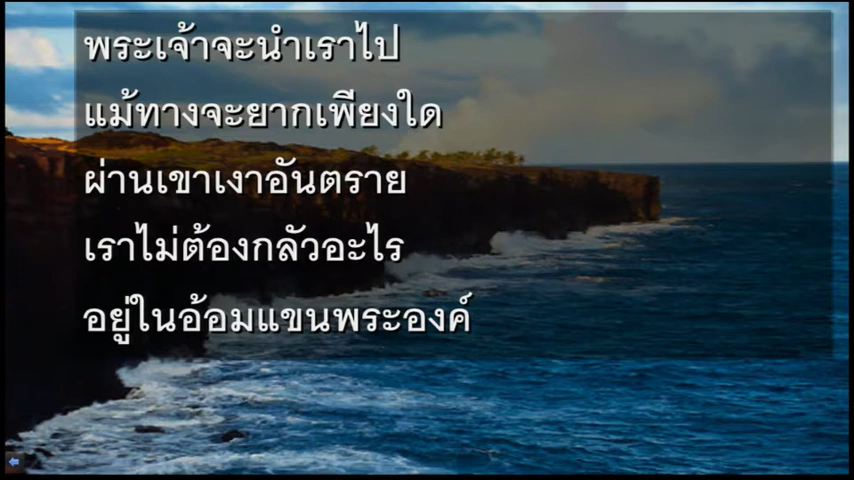 พระเจ้าจะนำเราไป
แม้ทางจะยากเพียงใด
ผ่านเขาเงาอันตราย
เราไม่ต้องกลัวอะไร
อยู่ในอ้อมแขนพระองค์